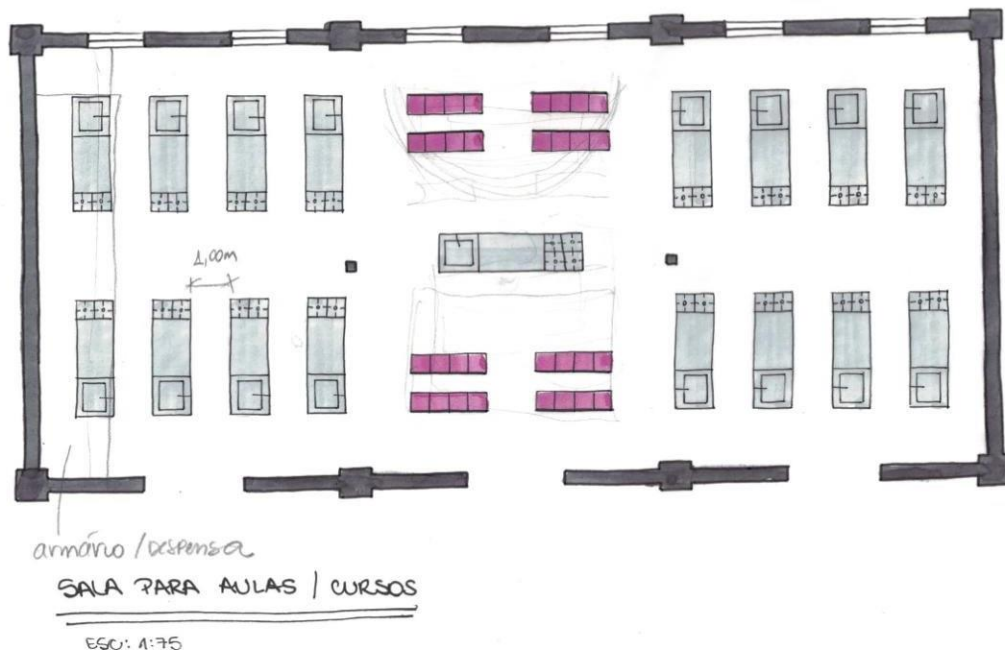 1,00m
armário / DESPENSA
SALA PARA AULAS | CURSOS
ESC: 1:75